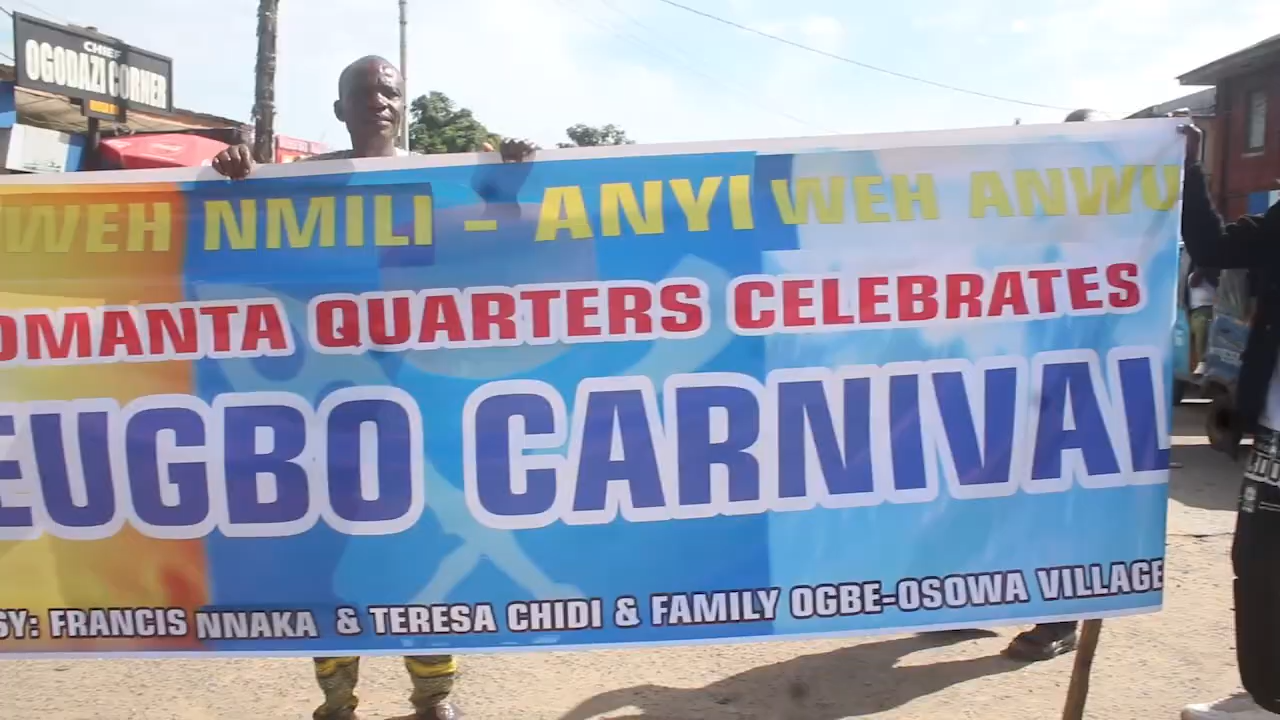 CHIEF
OGODAZI CORNER
WEH NMILI - ANYI WEH ANWU
OMANTA QUARTERS CELEBRATES
EUGBO CARNIVAL
SY: FRANCIS NNAKA & TERESA CHIDI & FAMILY OGBE-OSOWA VILLAGE